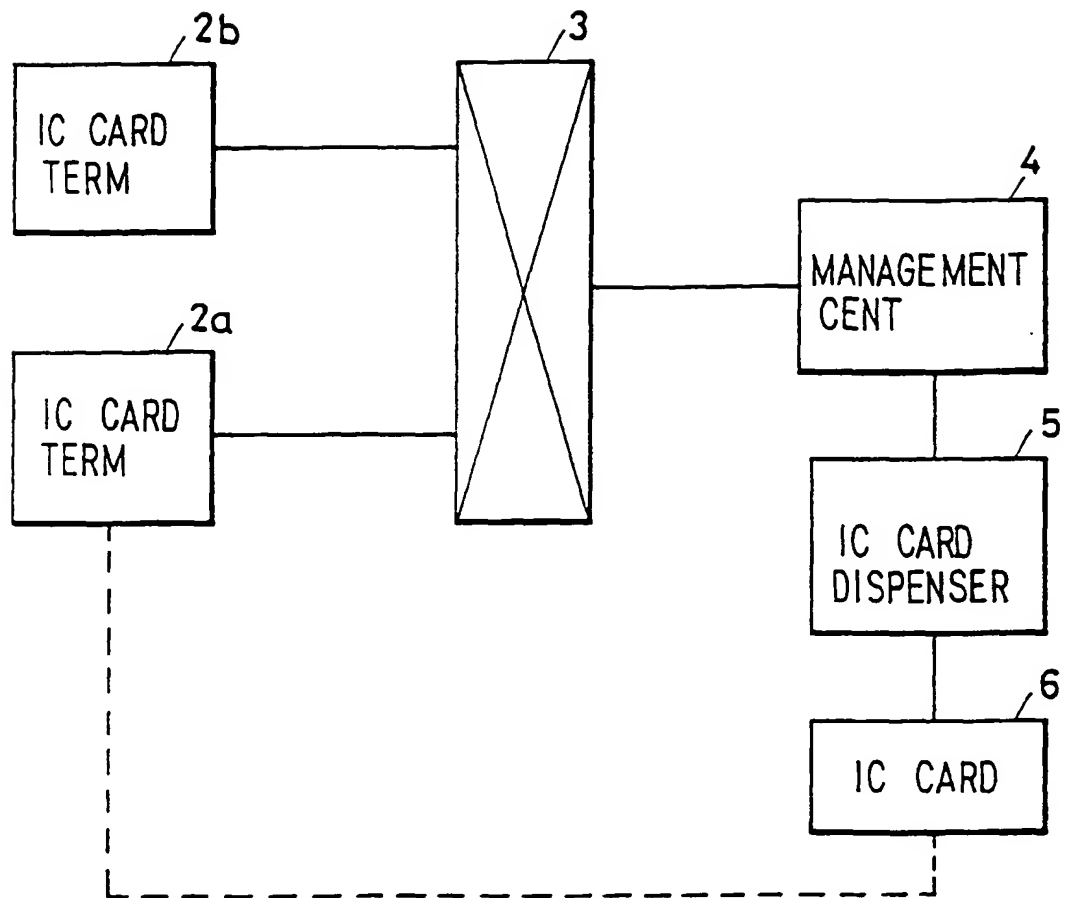 2b
IC CARD
TERM
3
4
MANAGEMENT
CENT
2a
IC CARD
TERM
5
IC CARD
DISPENSER
6
IC CARD